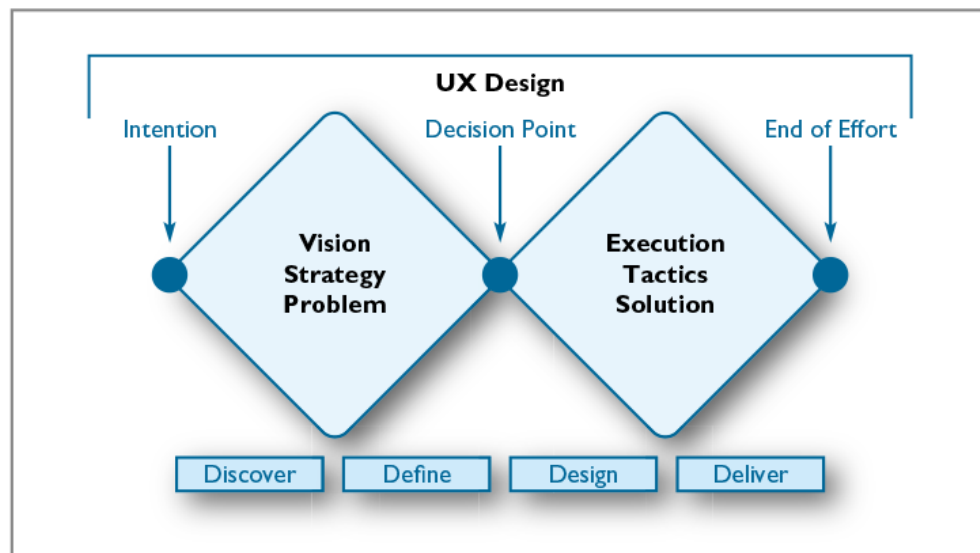 UX Design
Intention
Decision Point
End of Effort
Vision
Strategy
Problem
Execution
Tactics
Solution
Discover
Define
Design
Deliver